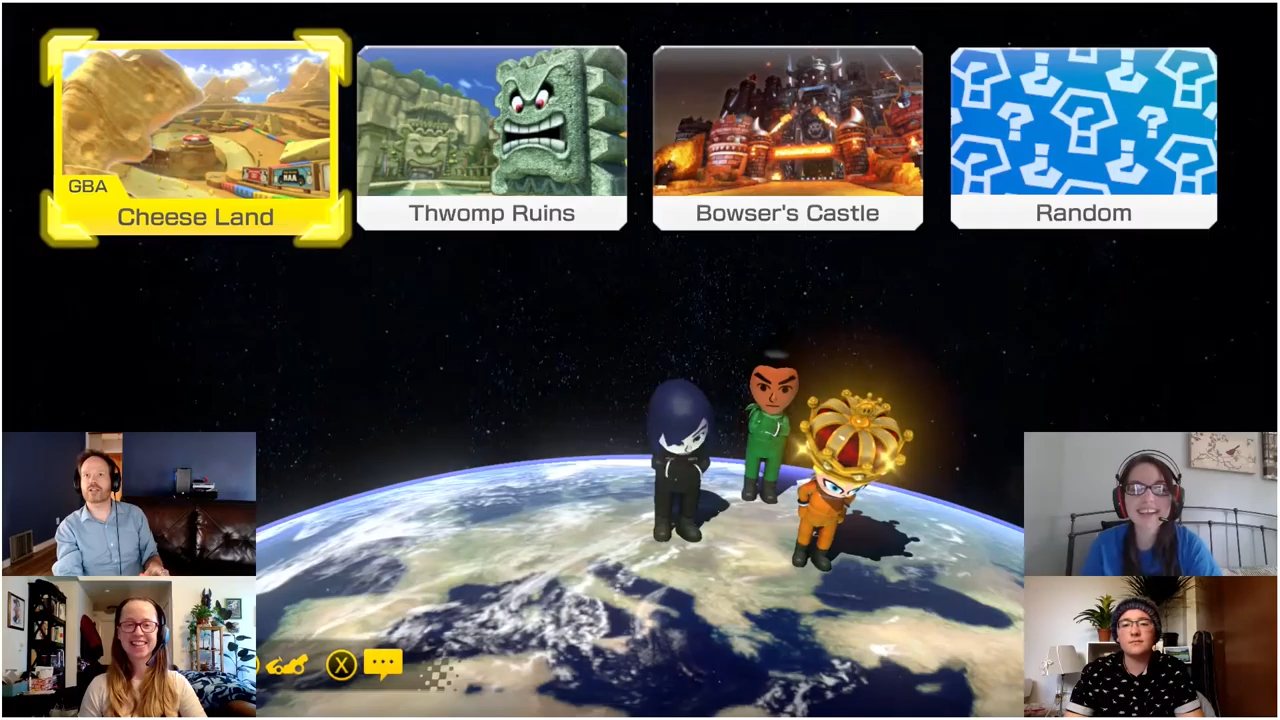 GBA
Cheese Land
Thwomp Ruins
Bowser's Castle
Random
X